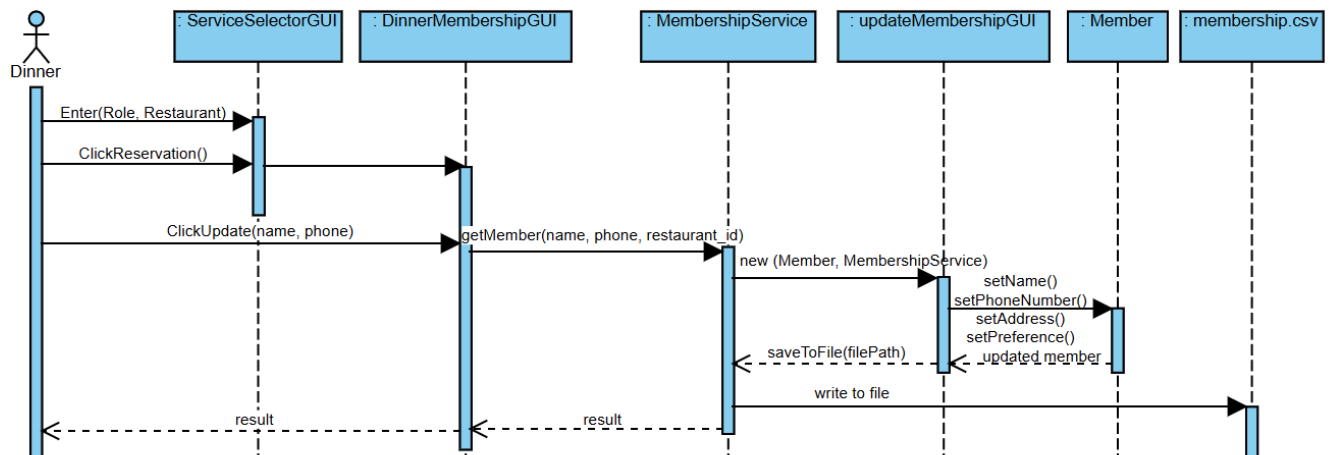 : ServiceSelectorGUI
: DinnerMembershipGUI
: MembershipService
: updateMembershipGUI
: Member
: membership.csv
Dinner
Enter(Role, Restaurant)
ClickReservation()
ClickUpdate(name, phone)
getMember(name, phone, restaurant_id)
new (Member, MembershipService)
setName()
setPhoneNumber()
setAddress()
setPreference()
updated member
saveToFile(filePath)
write to file
result
result